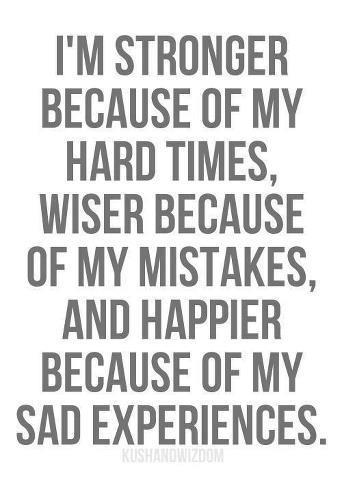 I'M STRONGER
BECAUSE OF MY
HARD TIMES,
WISER BECAUSE
OF MY MISTAKES,
AND HAPPIER
BECAUSE OF MY
SAD EXPERIENCES.
KUSHANDWIZDOM